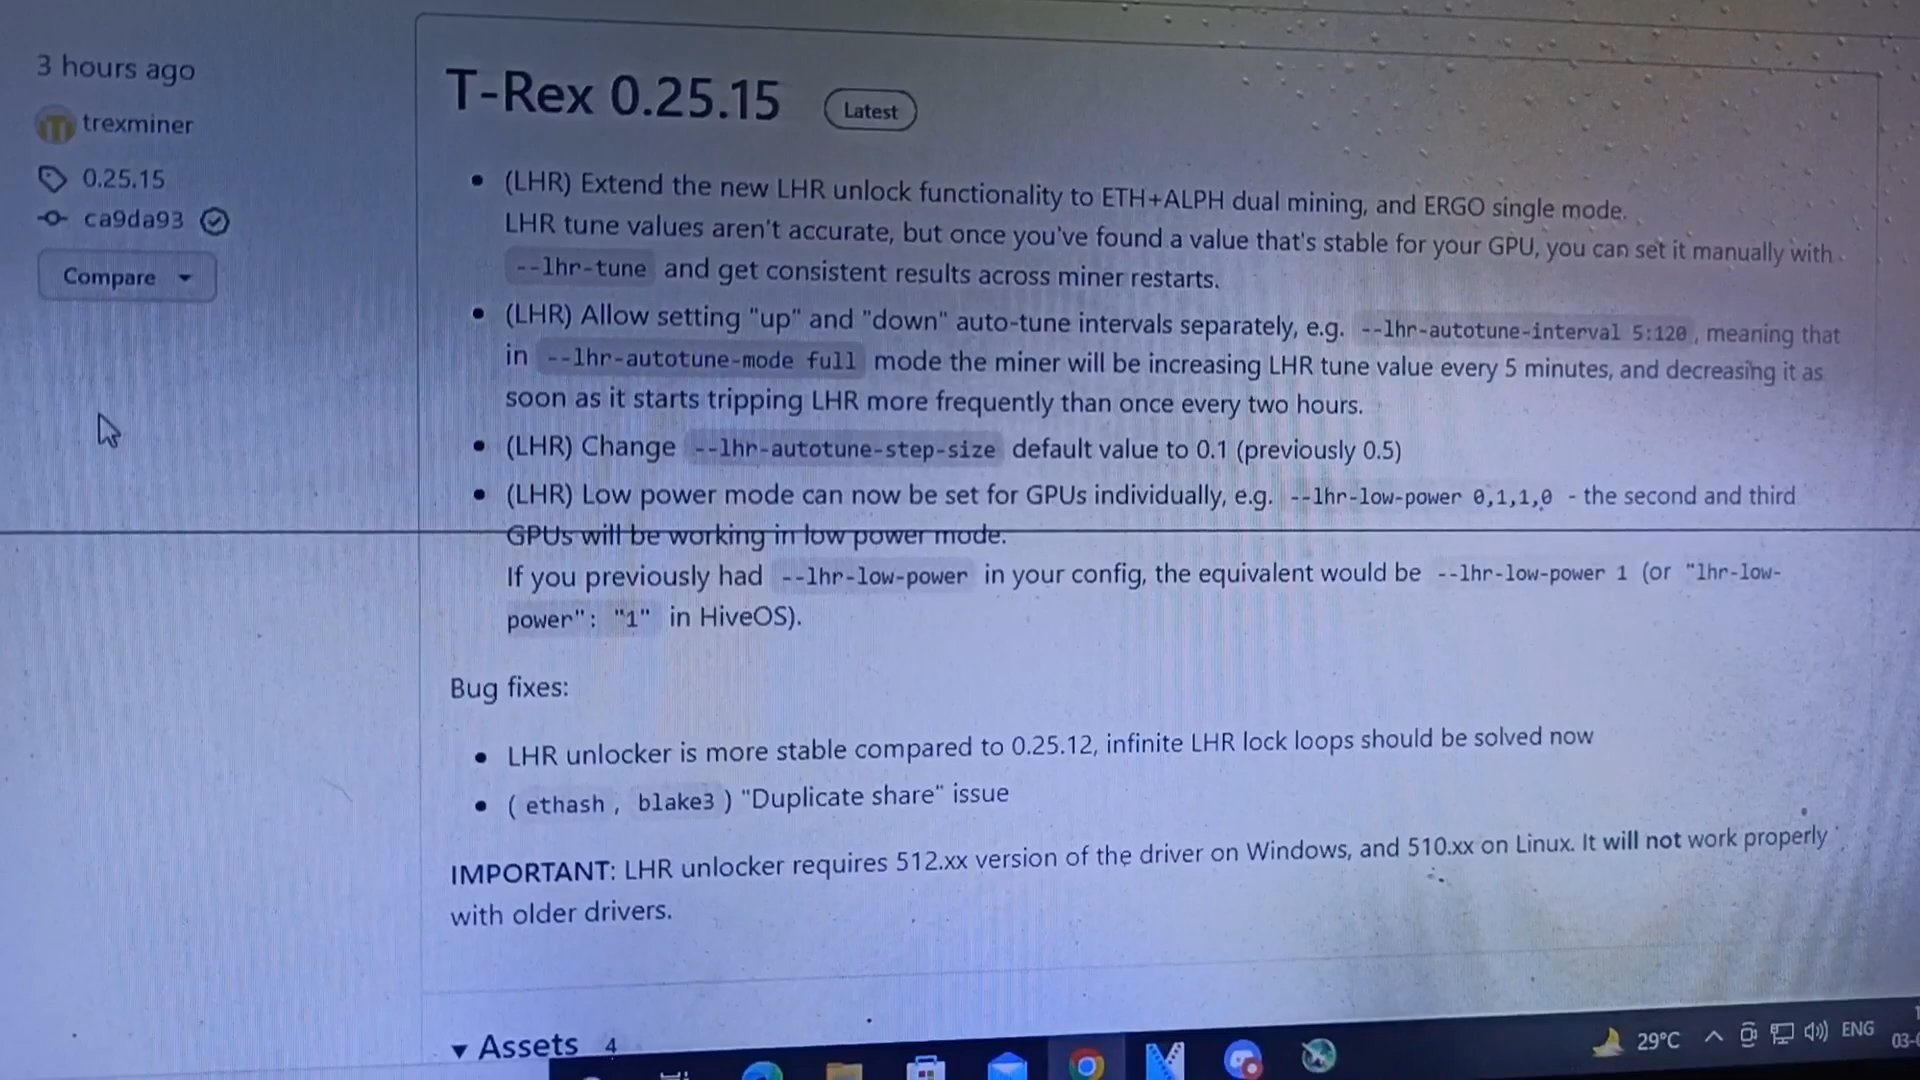 3 hours ago
trexminer
0.25.15
ca9da93
Compare
T-Rex 0.25.15 Latest
(LHR) Extend the new LHR unlock functionality to ETH+ALPH dual mining, and ERGO single mode.
LHR tune values aren't accurate, but once you've found a value that's stable for your GPU, you can set it manually with
--lhr-tune and get consistent results across miner restarts.
(LHR) Allow setting "up" and "down" auto-tune intervals separately, e.g. --lhr-autotune-interval 5:120, meaning that
in --lhr-autotune-mode full mode the miner will be increasing LHR tune value every 5 minutes, and decreasing it as
soon as it starts tripping LHR more frequently than once every two hours.
(LHR) Change --lhr-autotune-step-size default value to 0.1 (previously 0.5)
(LHR) Low power mode can now be set for GPUs individually, e.g. --lhr-low-power 0,1,1,0 - the second and third
GPUs will be working in low power mode.
If you previously had --lhr-low-power in your config, the equivalent would be --lhr-low-power 1 (or "lhr-low-
power": "1" in HiveOS).
Bug fixes:
LHR unlocker is more stable compared to 0.25.12, infinite LHR lock loops should be solved now
(ethash, blake3) "Duplicate share" issue
IMPORTANT: LHR unlocker requires 512.xx version of the driver on Windows, and 510.xx on Linux. It will not work properly
with older drivers.
Assets 4
29°C ENG